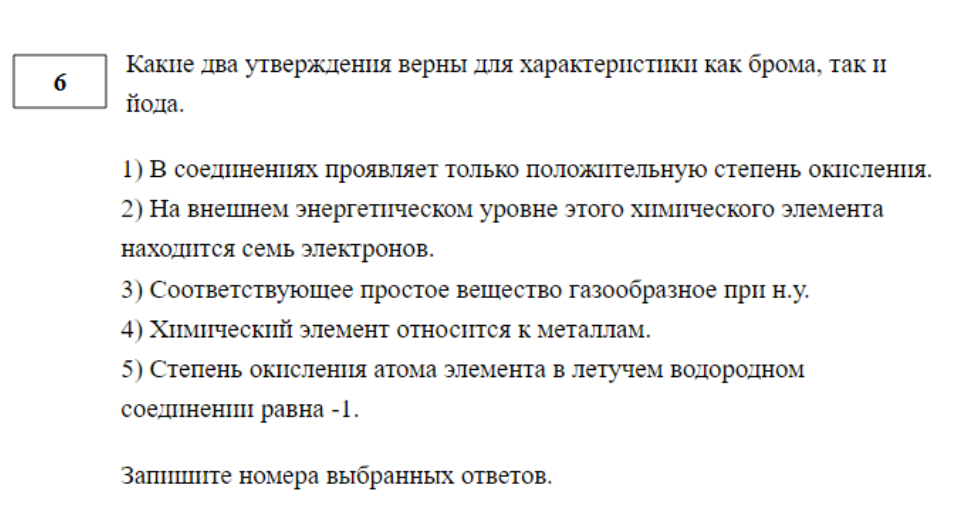 6
Какие два утверждения верны для характеристики как брома, так и
йода.
1) В соединениях проявляет только положительную степень окисления.
2) На внешнем энергетическом уровне этого химического элемента
находится семь электронов.
3) Соответствующее простое вещество газообразное при н.у.
4) Химический элемент относится к металлам.
5) Степень окисления атома элемента в летучем водородном
соединении равна -1.
Запишите номера выбранных ответов.